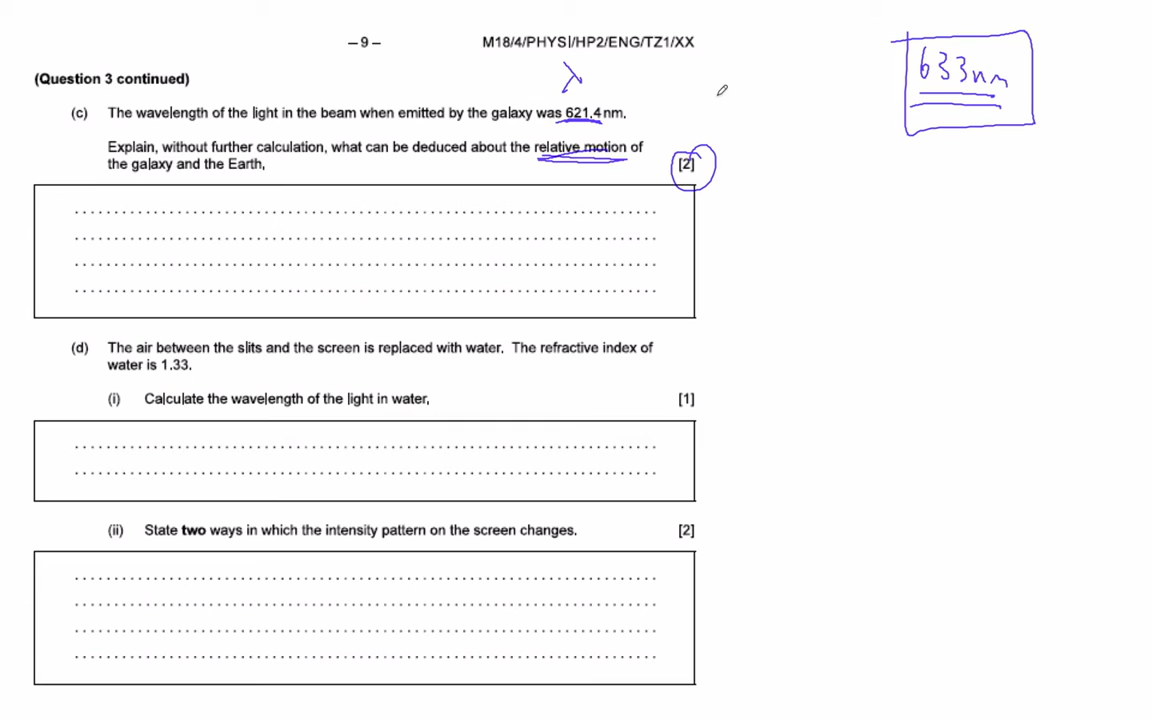 –9–
M18/4/PHYSI/HP2/ENG/TZ1/XX
633nm
(Question 3 continued)
λ
(c) The wavelength of the light in the beam when emitted by the galaxy was 621.4nm.
Explain, without further calculation, what can be deduced about the relative motion of
the galaxy and the Earth. [2]
(d) The air between the slits and the screen is replaced with water. The refractive index of
water is 1.33.
(i) Calculate the wavelength of the light in water. [1]
(ii) State two ways in which the intensity pattern on the screen changes. [2]